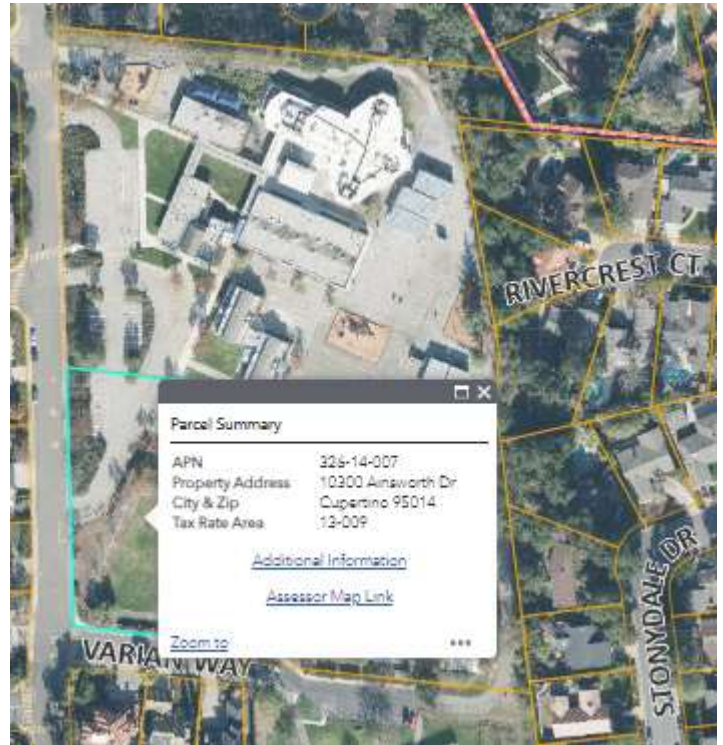 RIVERCREST CT
Parcel Summary
APN 326-14-007
Property Address 10300 Ainsworth Dr
City & Zip Cupertino 95014
Tax Rate Area 13-009
Additional Information
Assessor Map Link
Zoom to
VARIAN WAY
STONYDALE DR